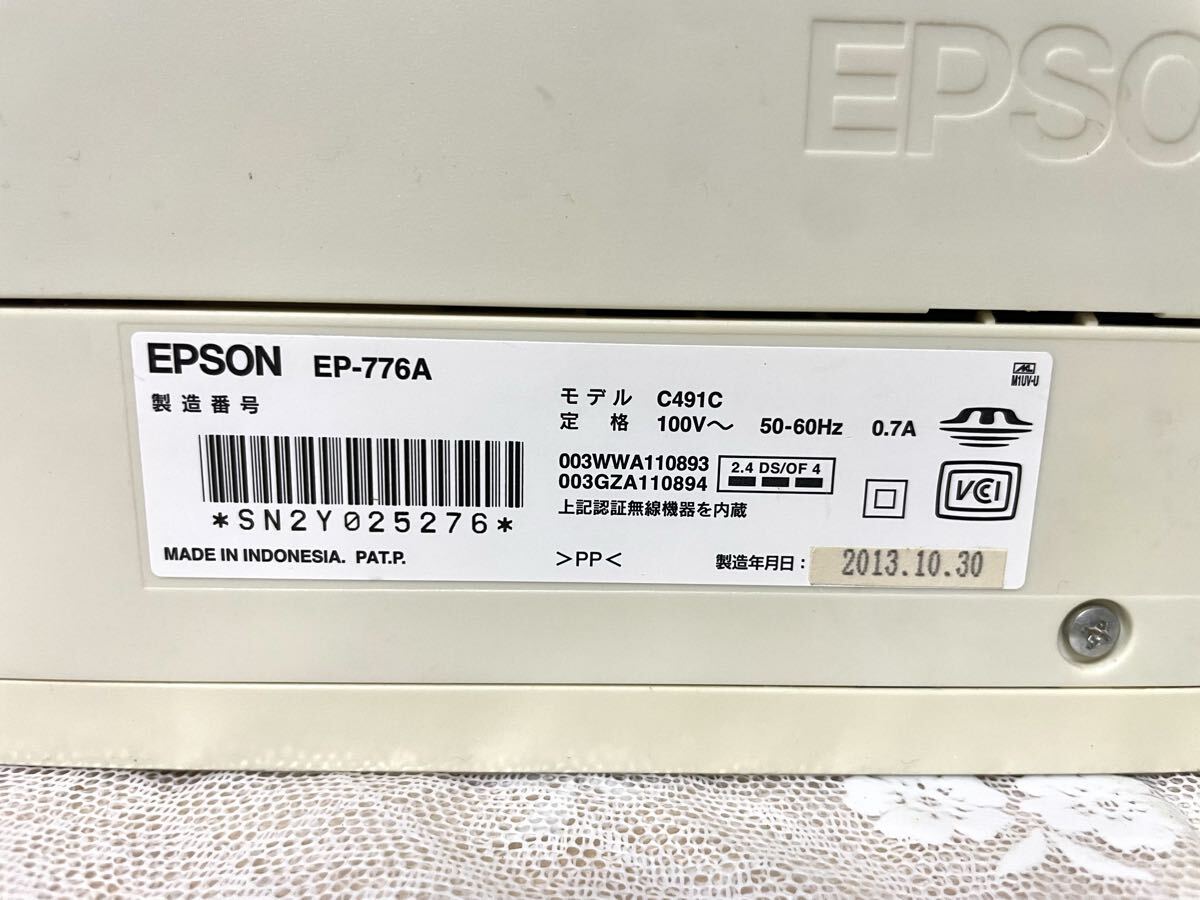 EPSO
EPSON EP-776A
製造番号
*SN2Y025276*
MADE IN INDONESIA. PAT.P.
モデル C491C
定格 100V～ 50-60Hz 0.7A
003WWA110893
003GZA110894
2.4 DS/OF 4
上記認証無線機器を内蔵
>PP<
製造年月日： 2013.10.30
M1UV-U
VCI